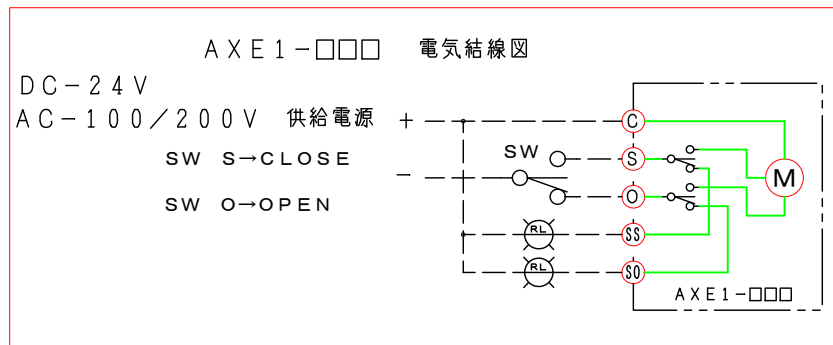 AXE1-□□□ 電気結線図
DC-24V
AC-100/200V 供給電源 +
C
SW S→CLOSE
SW
S
-
M
SW O→OPEN
O
RL
SS
RL
SO
AXE1-□□□